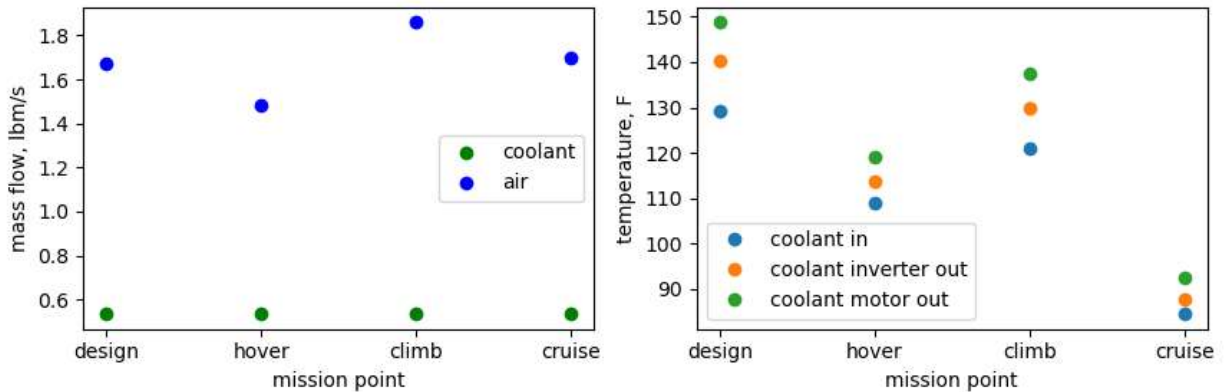 mass flow, lbm/s
1.8
1.6
1.4
1.2
1.0
0.8
0.6
coolant
air
design hover climb cruise
mission point
temperature, F
150
140
130
120
110
100
90
coolant in
coolant inverter out
coolant motor out
design hover climb cruise
mission point